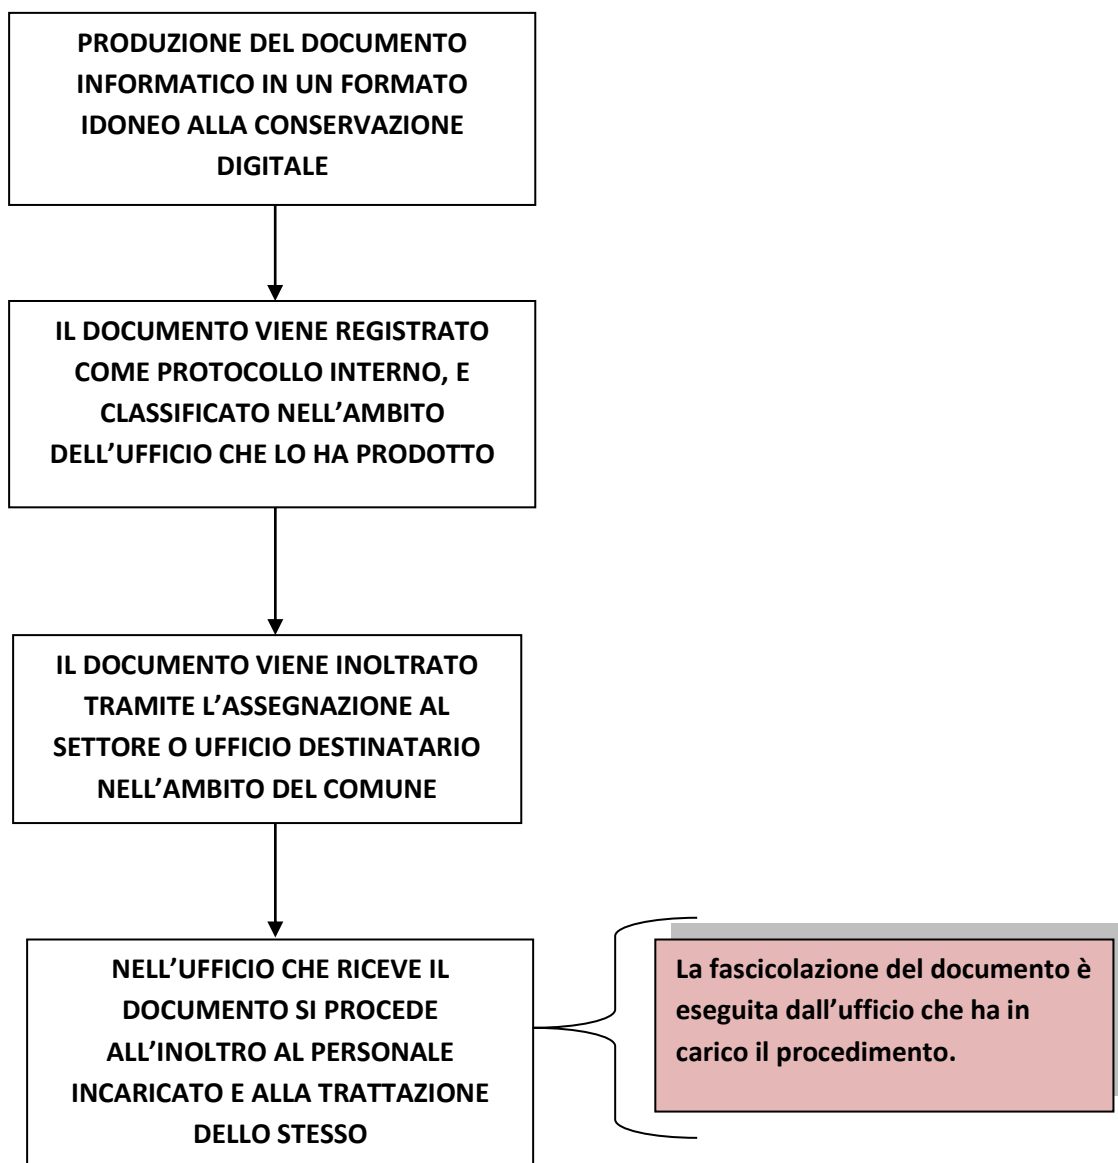 PRODUZIONE DEL DOCUMENTO
INFORMATICO IN UN FORMATO
IDONEO ALLA CONSERVAZIONE
DIGITALE
IL DOCUMENTO VIENE REGISTRATO
COME PROTOCOLLO INTERNO, E
CLASSIFICATO NELL’AMBITO
DELL’UFFICIO CHE LO HA PRODOTTO
IL DOCUMENTO VIENE INOLTRATO
TRAMITE L’ASSEGNAZIONE AL
SETTORE O UFFICIO DESTINATARIO
NELL’AMBITO DEL COMUNE
NELL’UFFICIO CHE RICEVE IL
DOCUMENTO SI PROCEDE
ALL’INOLTRO AL PERSONALE
INCARICATO E ALLA TRATTAZIONE
DELLO STESSO
La fascicolazione del documento è
eseguita dall’ufficio che ha in
carico il procedimento.